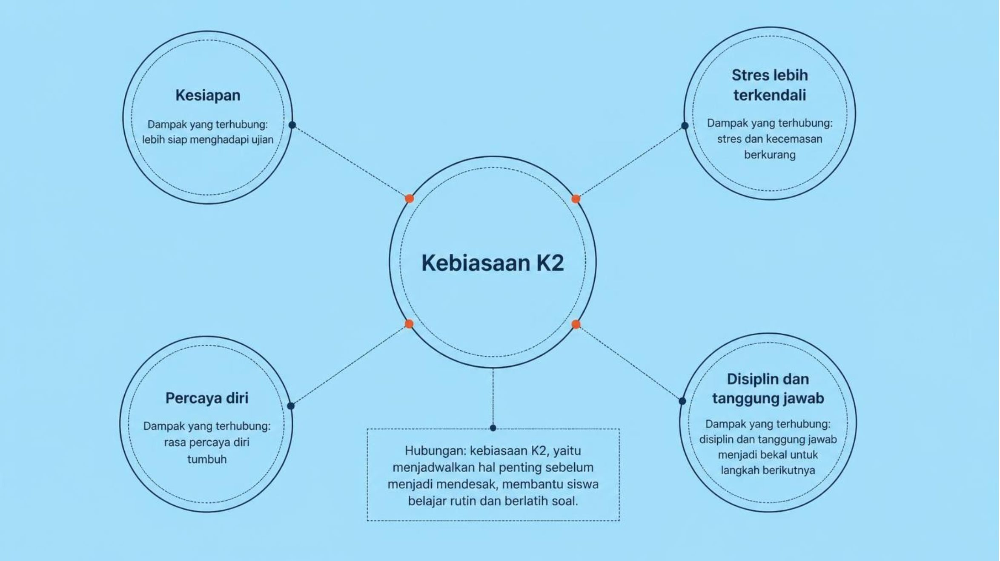 Kesiapan
Dampak yang terhubung:
lebih siap menghadapi ujian
Stres lebih
terkendali
Dampak yang terhubung:
stres dan kecemasan
berkurang
Kebiasaan K2
Percaya diri
Dampak yang terhubung:
rasa percaya diri
tumbuh
Hubungan: kebiasaan K2, yaitu
menjadwalkan hal penting sebelum
menjadi mendesak, membantu siswa
belajar rutin dan berlatih soal.
Disiplin dan
tanggung jawab
Dampak yang terhubung:
disiplin dan tanggung jawab
menjadi bekal untuk
langkah berikutnya